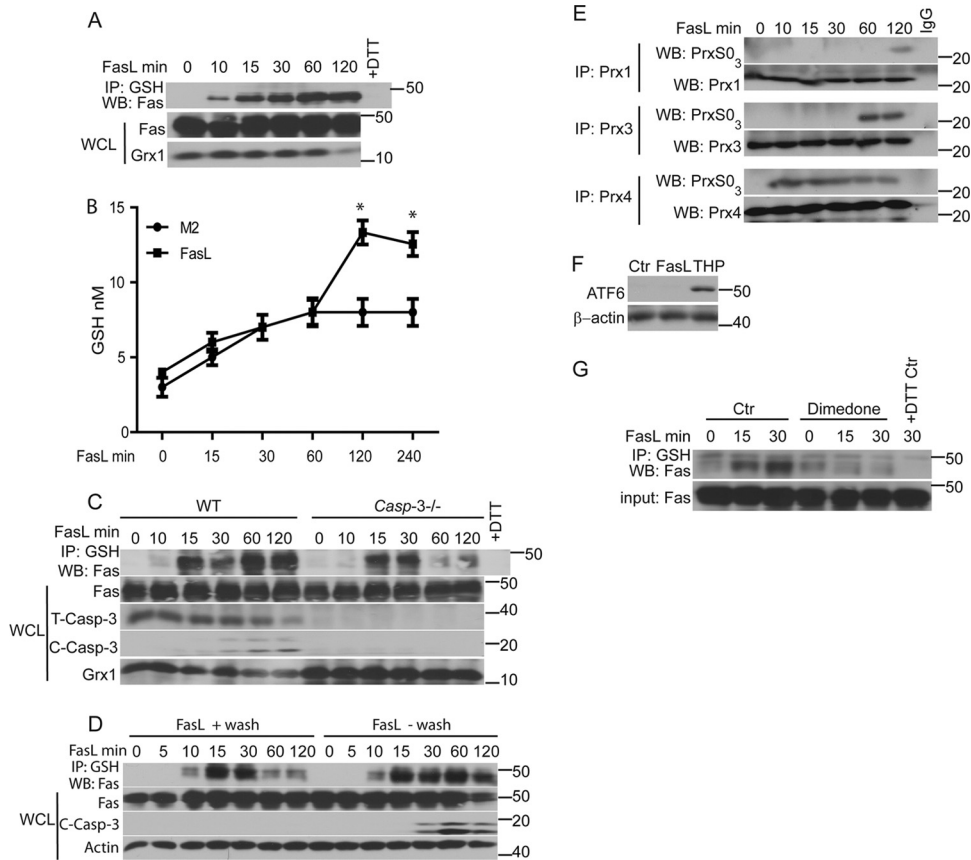 A
FasL min 0 10 15 30 60 120 +DTT
IP: GSH
WB: Fas
50
WCL
Fas
50
Grx1
10
B
15
10
5
0
GSH nM
M2
FasL
* *
0 15 30 60 120 240
FasL min
C
WT Casp-3-/- +DTT
FasL min
0 10 15 30 60 120 0 10 15 30 60 120
IP: GSH
WB: Fas
50
WCL
Fas
50
T-Casp-3
40
C-Casp-3
20
Grx1
10
D
FasL + wash FasL - wash
FasL min 0 5 10 15 30 60 120 0 5 10 15 30 60 120
IP: GSH
WB: Fas
50
WCL
Fas
50
C-Casp-3
20
Actin
40
E
FasL min 0 10 15 30 60 120 IgG
IP: Prx1
WB: PrxS03
20
WB: Prx1
20
IP: Prx3
WB: PrxS03
20
WB: Prx3
20
IP: Prx4
WB: PrxS03
20
WB: Prx4
20
F
Ctr FasL THP
ATF6
50
β-actin
40
G
Ctr Dimedone +DTT Ctr
FasL min 0 15 30 0 15 30 30
IP: GSH
WB: Fas
50
input: Fas
50